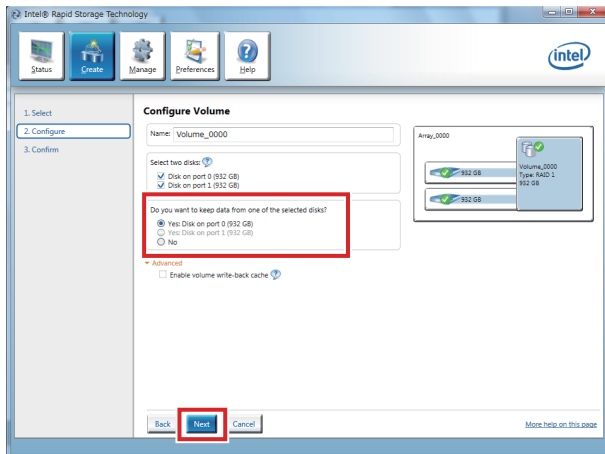 Intel® Rapid Storage Technology
Status
Create
Manage
Preferences
Help
intel
1. Select
2. Configure
3. Confirm
Configure Volume
Name: Volume_0000
Select two disks:
Disk on port 0 (932 GB)
Disk on port 1 (932 GB)
Do you want to keep data from one of the selected disks?
Yes: Disk on port 0 (932 GB)
Yes: Disk on port 1 (932 GB)
No
Advanced
Enable volume write-back cache
Array_0000
932 GB
932 GB
Volume_0000
Type: RAID 1
932 GB
Back
Next
Cancel
More help on this page